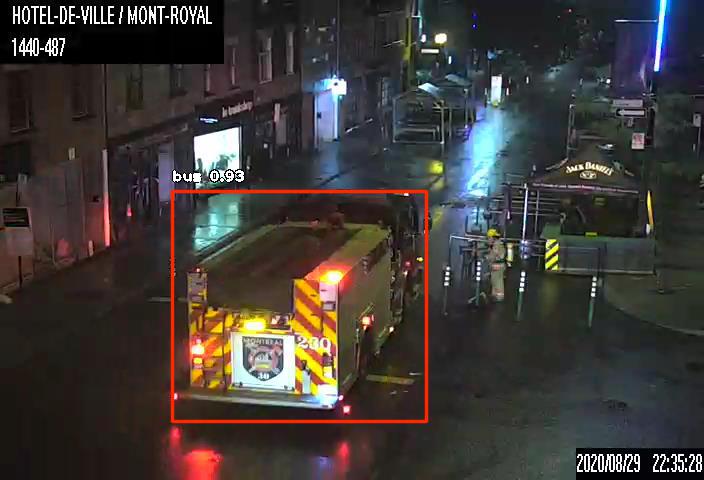 HOTEL-DE-VILLE / MONT-ROYAL
1440-487
bus 0.93
JACK DANIEL'S
MONTREAL
30
230
2020/08/29 22:35:28